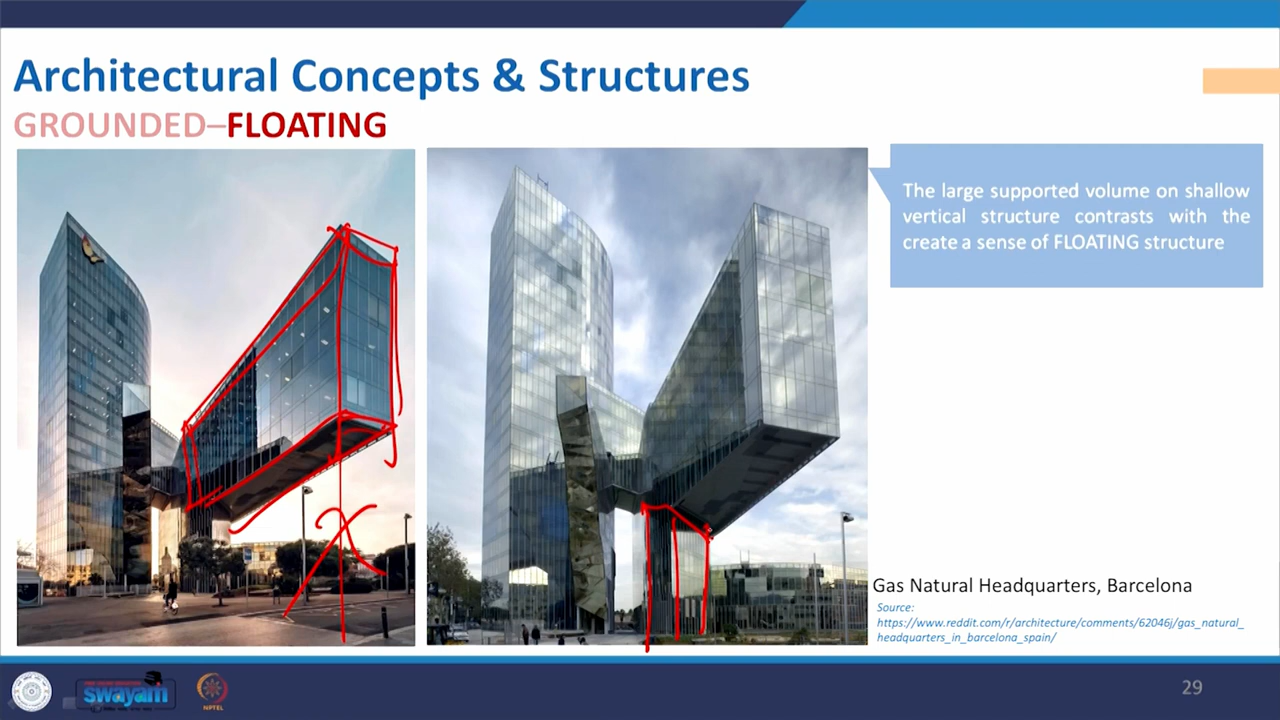 Architectural Concepts & Structures
GROUNDED–FLOATING
The large supported volume on shallow
vertical structure contrasts with the
create a sense of FLOATING structure
Gas Natural Headquarters, Barcelona
Source:
https://www.reddit.com/r/architecture/comments/62046j/gas_natural_
headquarters_in_barcelona_spain/
swayam
NPTEL
29